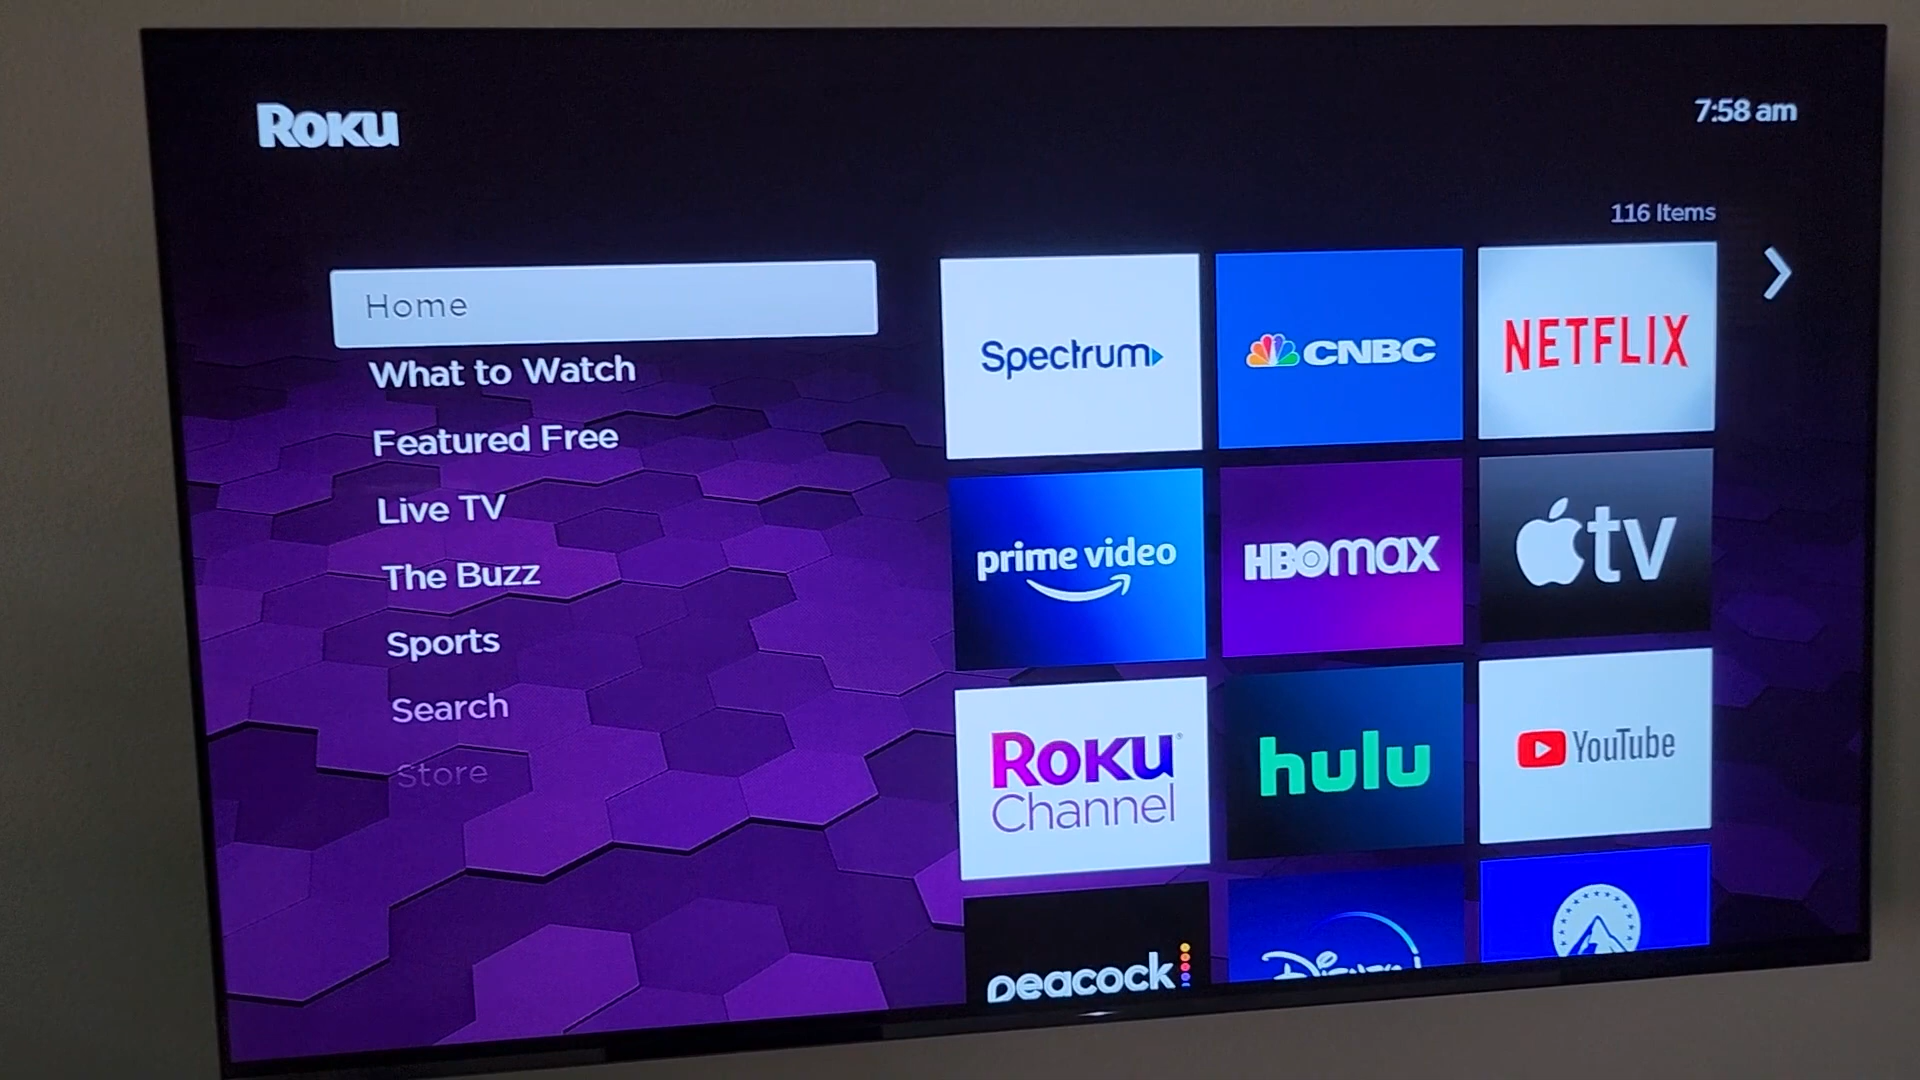 ROKU
7:58 am
116 Items
Home
What to Watch
Featured Free
Live TV
The Buzz
Sports
Search
Store
Spectrum
CNBC
NETFLIX
prime video
HBOMAX
tv
ROKU
Channel
hulu
YouTube
peacock
Disney